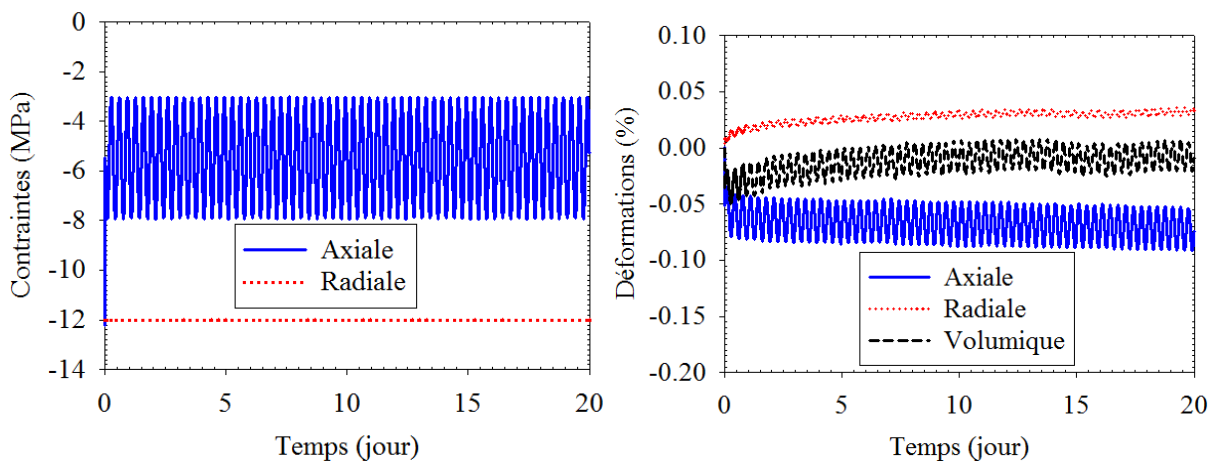 Contraintes (MPa)
0
-2
-4
-6
-8
-10
-12
-14
Axiale
Radiale
0
5
10
15
20
Temps (jour)
Déformations (%)
0.10
0.05
0.00
-0.05
-0.10
-0.15
-0.20
Axiale
Radiale
Volumique
0
5
10
15
20
Temps (jour)